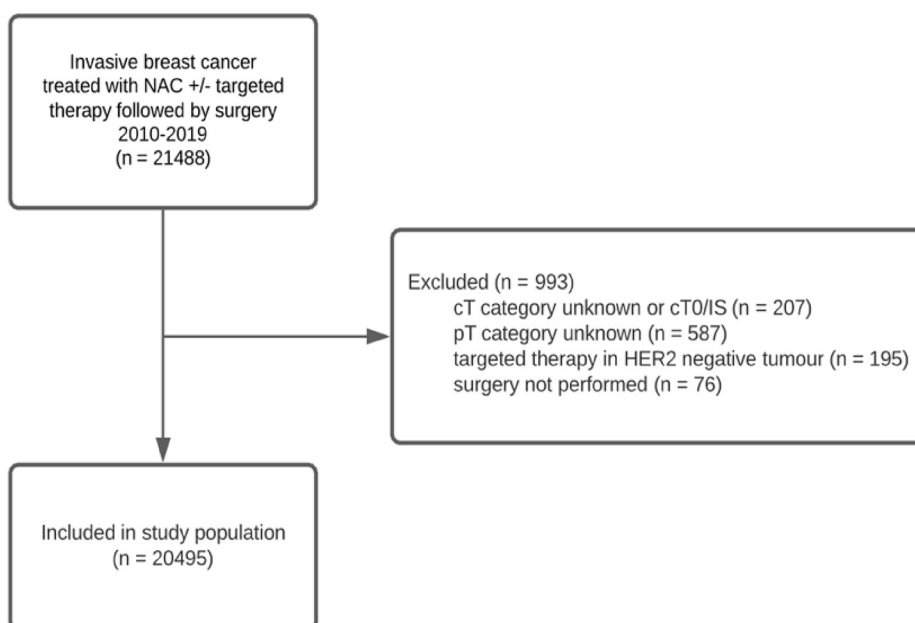 Invasive breast cancer
treated with NAC +/- targeted
therapy followed by surgery
2010-2019
(n = 21488)
Excluded (n = 993)
cT category unknown or cT0/IS (n = 207)
pT category unknown (n = 587)
targeted therapy in HER2 negative tumour (n = 195)
surgery not performed (n = 76)
Included in study population
(n = 20495)